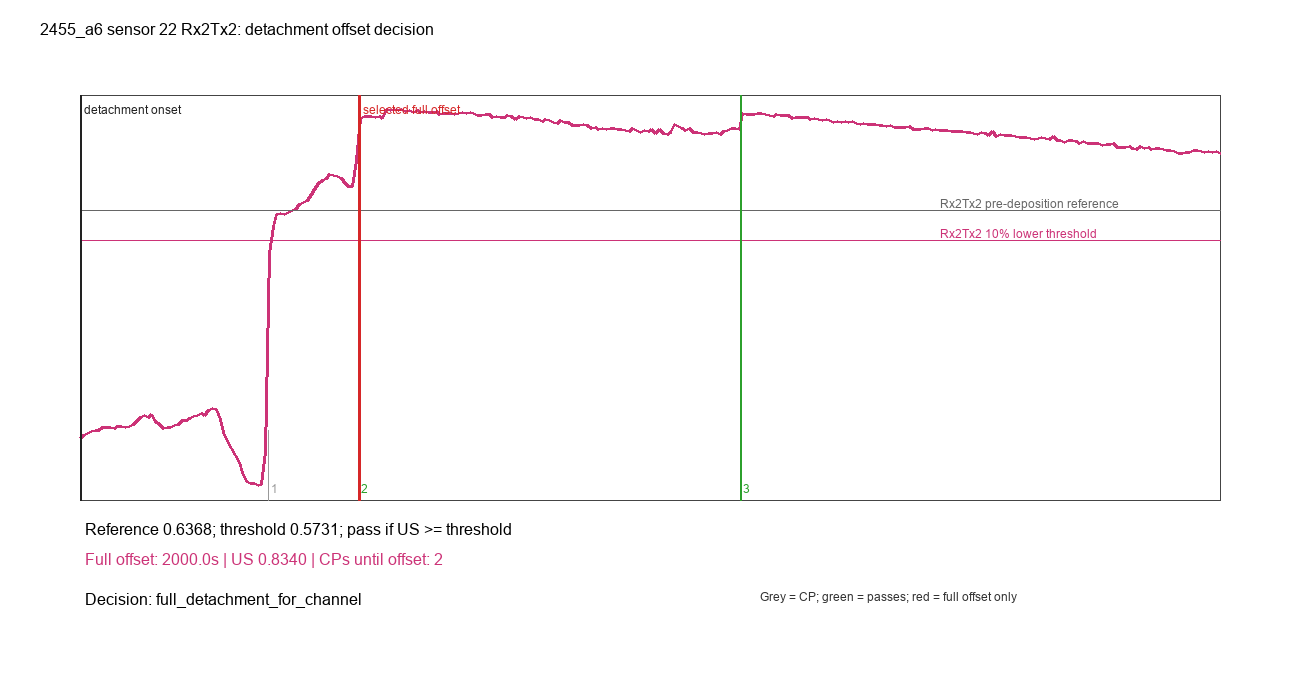 2455_a6 sensor 22 Rx2Tx2: detachment offset decision
detachment onset
selected full offset
Rx2Tx2 pre-deposition reference
Rx2Tx2 10% lower threshold
1
2
3
Reference 0.6368; threshold 0.5731; pass if US >= threshold
Full offset: 2000.0s | US 0.8340 | CPs until offset: 2
Decision: full_detachment_for_channel
Grey = CP; green = passes; red = full offset only